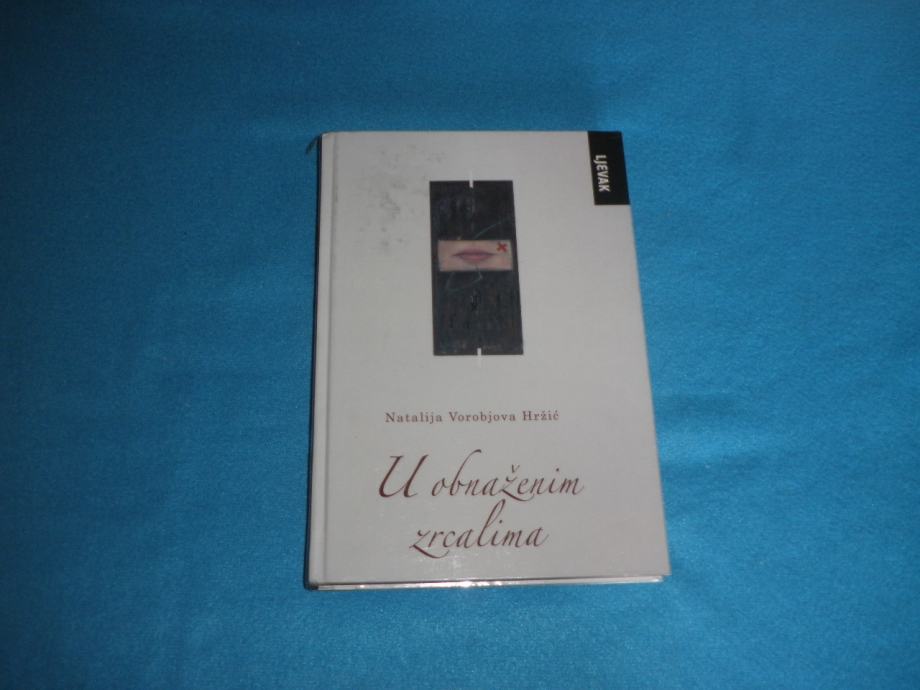 LJEVAK
Natalija Vorobjova Hržić
U obnaženim
zrcalima